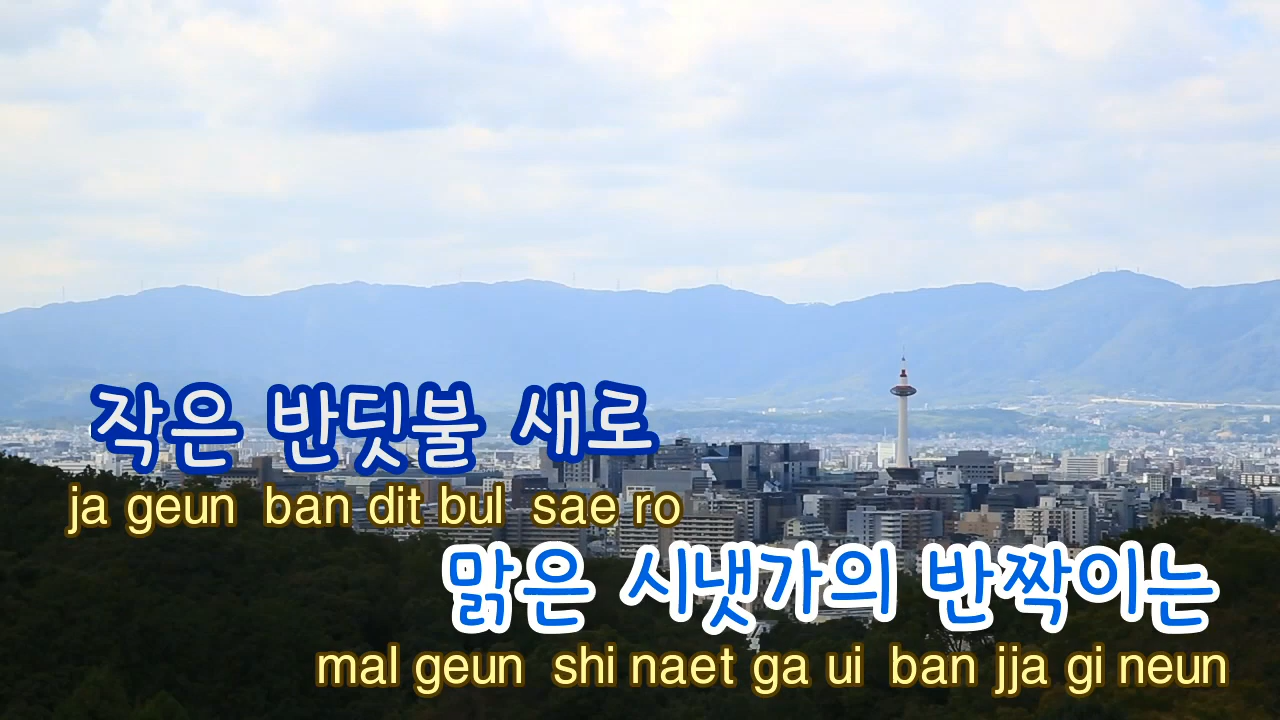 작은 반딧불 새로
ja geun ban dit bul sae ro
맑은 시냇가의 반짝이는
mal geun shi naet ga ui ban jja gi neun